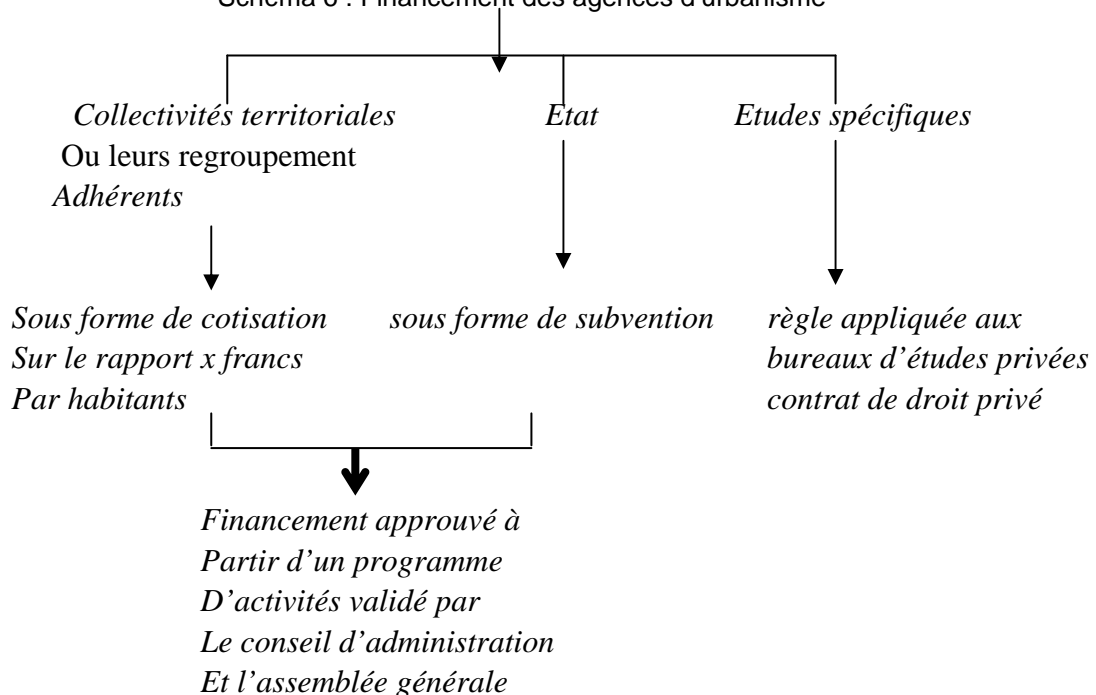 Schéma 6 : Financement des agences d'urbanisme
Collectivités territoriales
Ou leurs regroupement
Adhérents
Etat
Etudes spécifiques
Sous forme de cotisation
Sur le rapport x francs
Par habitants
sous forme de subvention
règle appliquée aux
bureaux d'études privées
contrat de droit privé
Financement approuvé à
Partir d'un programme
D'activités validé par
Le conseil d'administration
Et l'assemblée générale